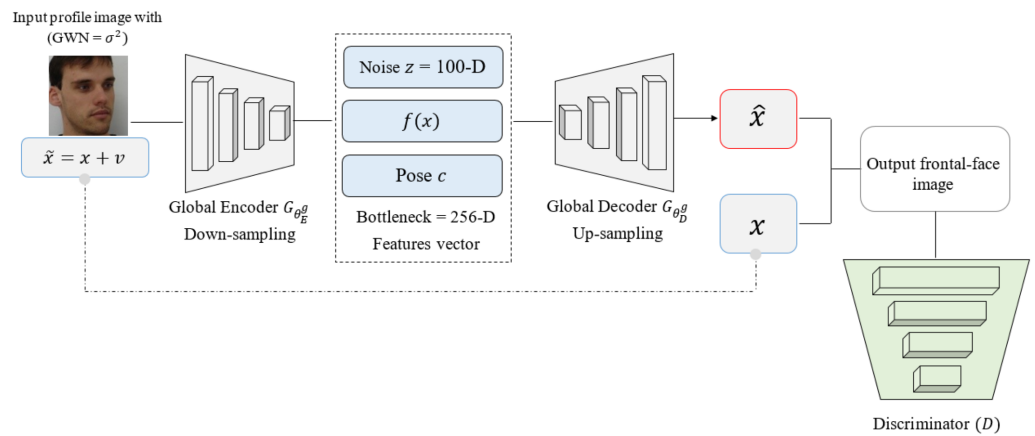 Input profile image with
(GWN = σ²)
x̃ = x + v
Global Encoder G_{θ_E^g}
Down-sampling
Noise z = 100-D
f(x)
Pose c
Bottleneck = 256-D
Features vector
Global Decoder G_{θ_D^g}
Up-sampling
x̂
x
Output frontal-face
image
Discriminator (D)